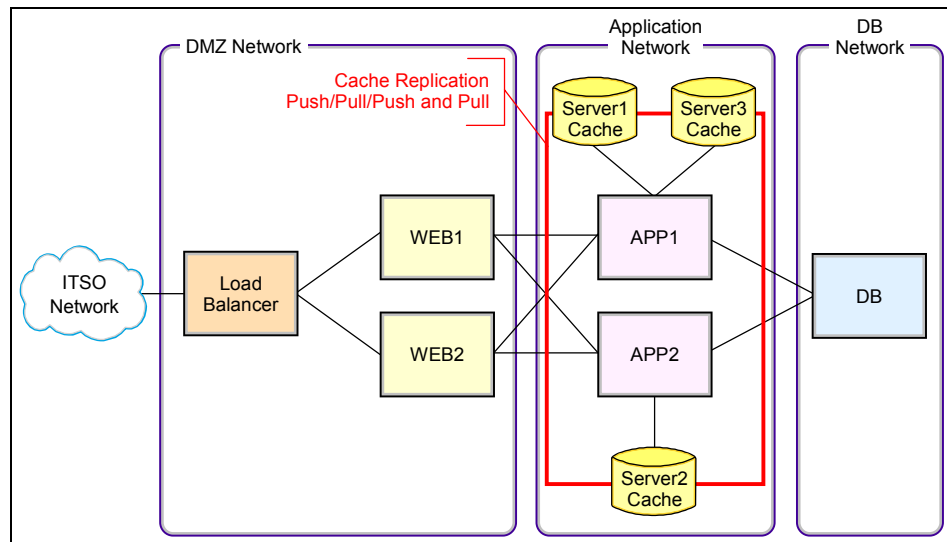 DMZ Network
Application
Network
DB
Network
Cache Replication
Push/Pull/Push and Pull
Server1
Cache
Server3
Cache
ITSO
Network
Load
Balancer
WEB1
WEB2
APP1
APP2
DB
Server2
Cache